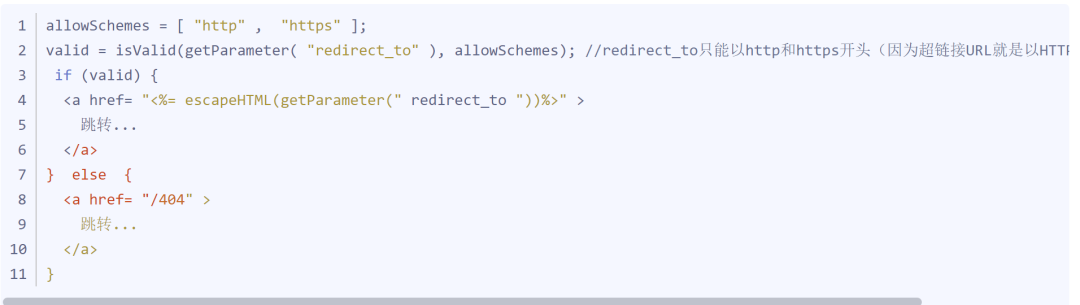 1 allowSchemes = [ "http" , "https" ];
2 valid = isValid(getParameter( "redirect_to" ), allowSchemes); //redirect_to只能以http和https开头（因为超链接URL就是以HTTP
3 if (valid) {
4 <a href= "<%= escapeHTML(getParameter(" redirect_to "))%>" >
5 跳转...
6 </a>
7 } else {
8 <a href= "/404" >
9 跳转...
10 </a>
11 }